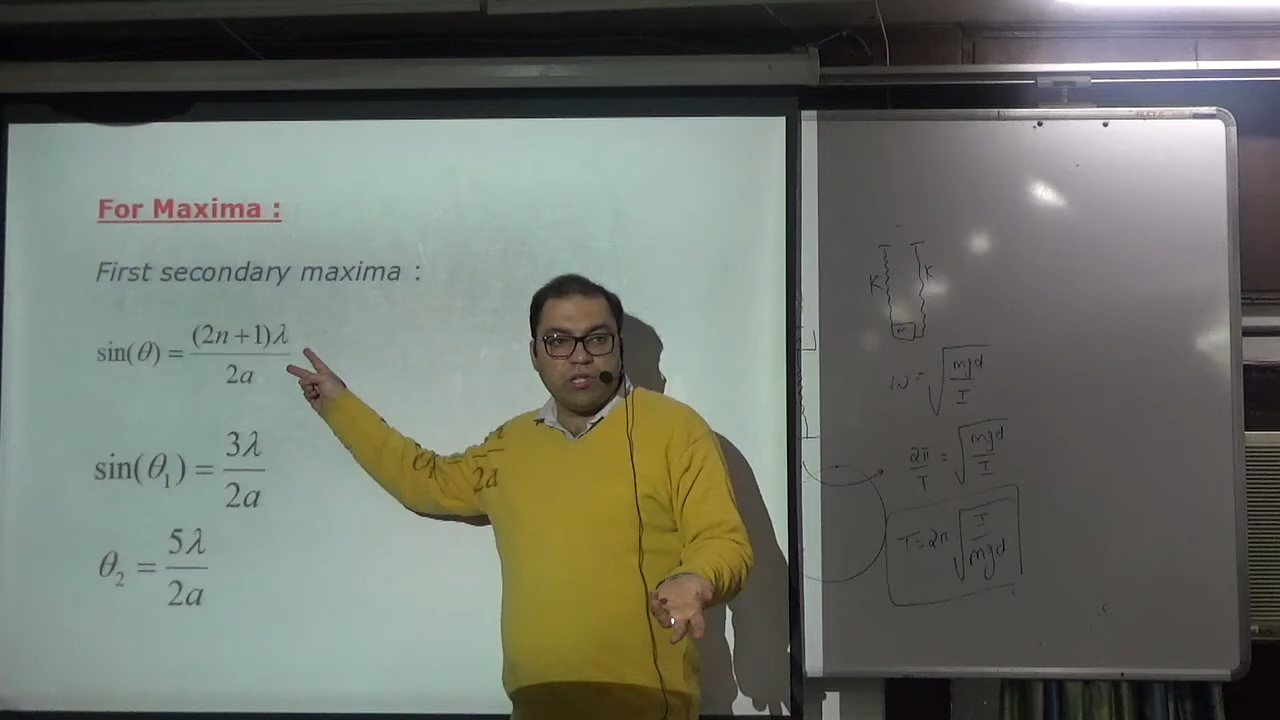 For Maxima :
First secondary maxima :
sin(θ) = (2n+1)λ / 2a
sin(θ₁) = 3λ / 2a
2a
θ₂ = 5λ / 2a
K K
m
W = √(mgd / I)
2π / T = √(mgd / I)
T = 2π √(I / mgd)